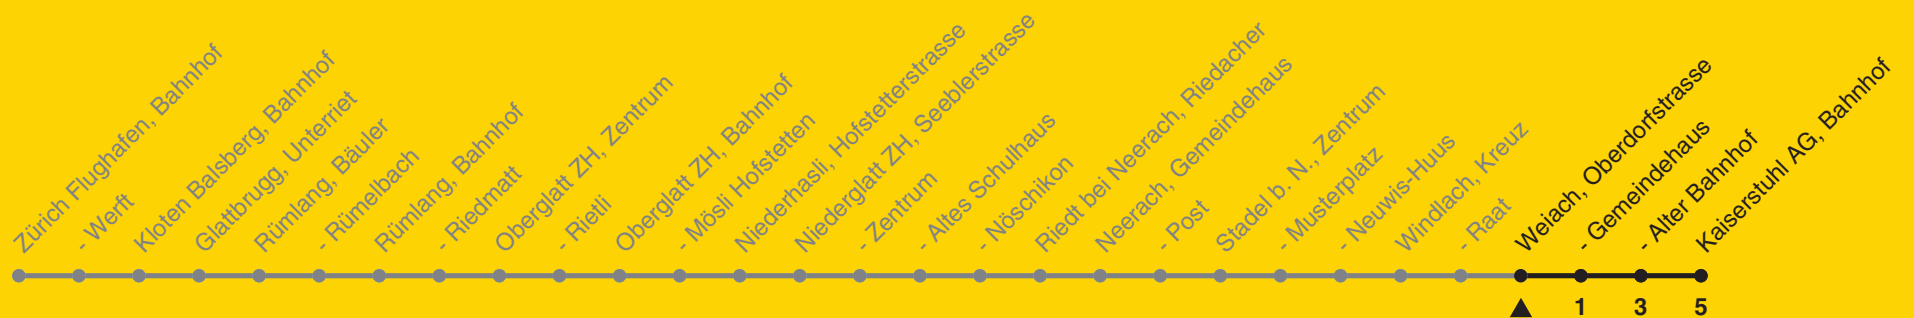 Zürich Flughafen, Bahnhof
- Werft
Kloten Balsberg, Bahnhof
Glattbrugg, Unterriet
Rümlang, Bäuler
- Rümelbach
Rümlang, Bahnhof
- Riedmatt
Oberglatt ZH, Zentrum
- Rietli
Oberglatt ZH, Bahnhof
- Mösli Hofstetten
Niederhasli, Hofstetterstrasse
Niederglatt ZH, Seeblerstrasse
- Zentrum
- Altes Schulhaus
- Nöschikon
Riedt bei Neerach, Riedacher
Neerach, Gemeindehaus
- Post
Stadel b. N., Zentrum
- Musterplatz
- Neuwis-Huus
Windlach, Kreuz
- Raat
Weiach, Oberdorfstrasse
- Gemeindehaus
- Alter Bahnhof
Kaiserstuhl AG, Bahnhof
1 3 5